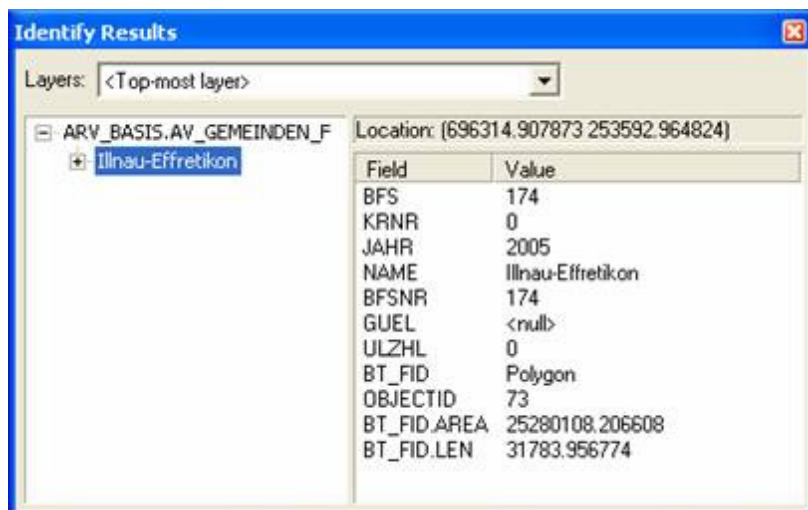 Identify Results
Layers: <Top-most layer>
ARV_BASIS.AV_GEMEINDEN_F
Illnau-Effretikon
Location: (696314.907873 253592.964824)
Field Value
BFS 174
KRNR 0
JAHR 2005
NAME Illnau-Effretikon
BFSNR 174
GUEL <null>
ULZHL 0
BT_FID Polygon
OBJECTID 73
BT_FID.AREA 25280108.206608
BT_FID.LEN 31783.956774